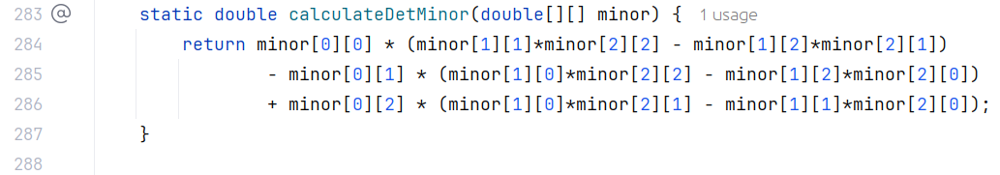 283 @ static double calculateDetMinor(double[][] minor) { 1 usage
284 return minor[0][0] * (minor[1][1]*minor[2][2] - minor[1][2]*minor[2][1])
285 - minor[0][1] * (minor[1][0]*minor[2][2] - minor[1][2]*minor[2][0])
286 + minor[0][2] * (minor[1][0]*minor[2][1] - minor[1][1]*minor[2][0]);
287 }
288